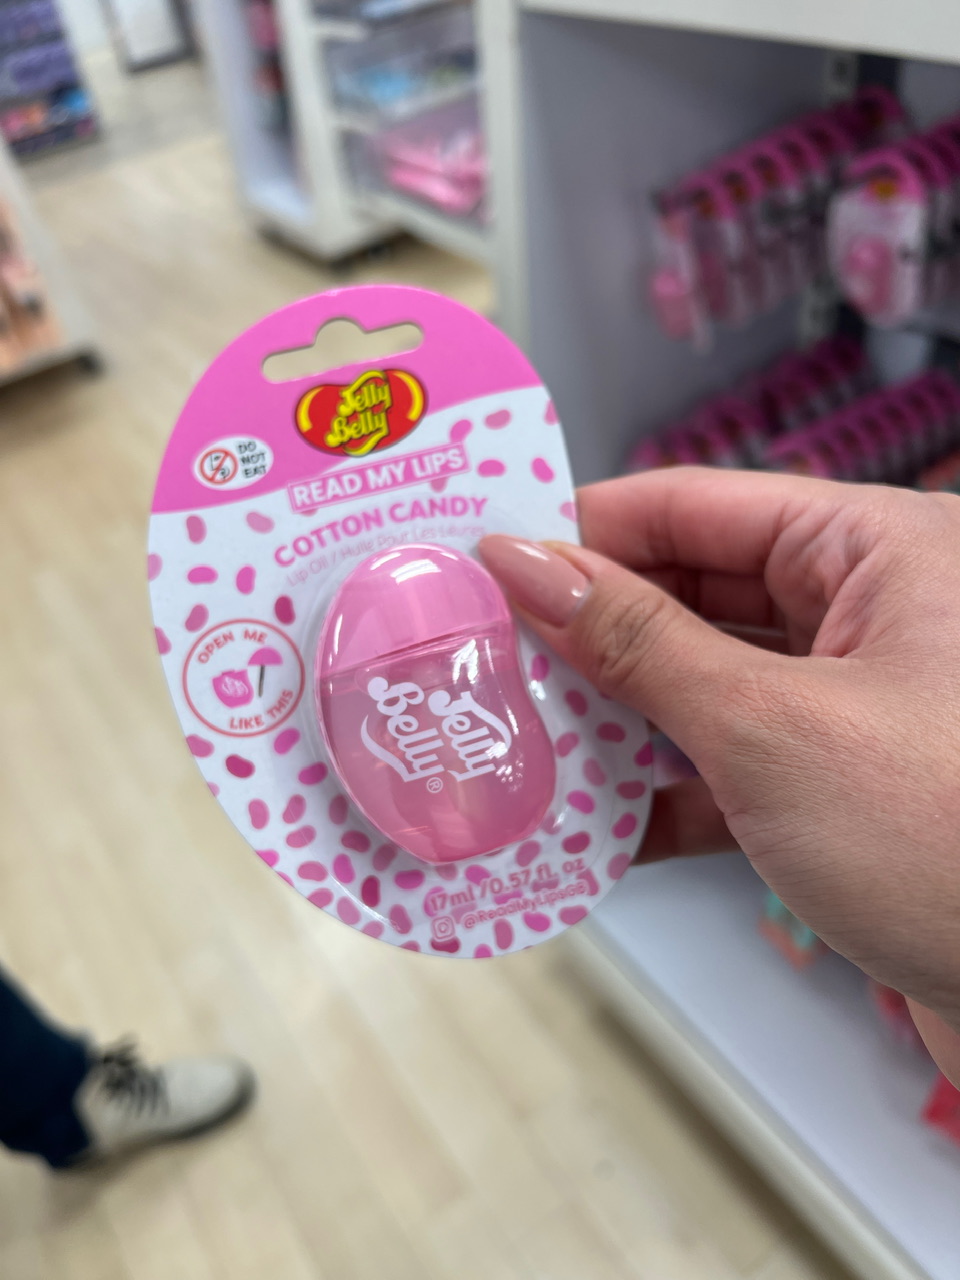 Jelly
Belly
DO
NOT
EAT
READ MY LIPS
COTTON CANDY
Lip Oil / Huile Pour Les Lèvres
OPEN ME
LIKE THIS
Jelly
Belly®
17ml /0.57 fl. oz
@ReadMyLipsGB